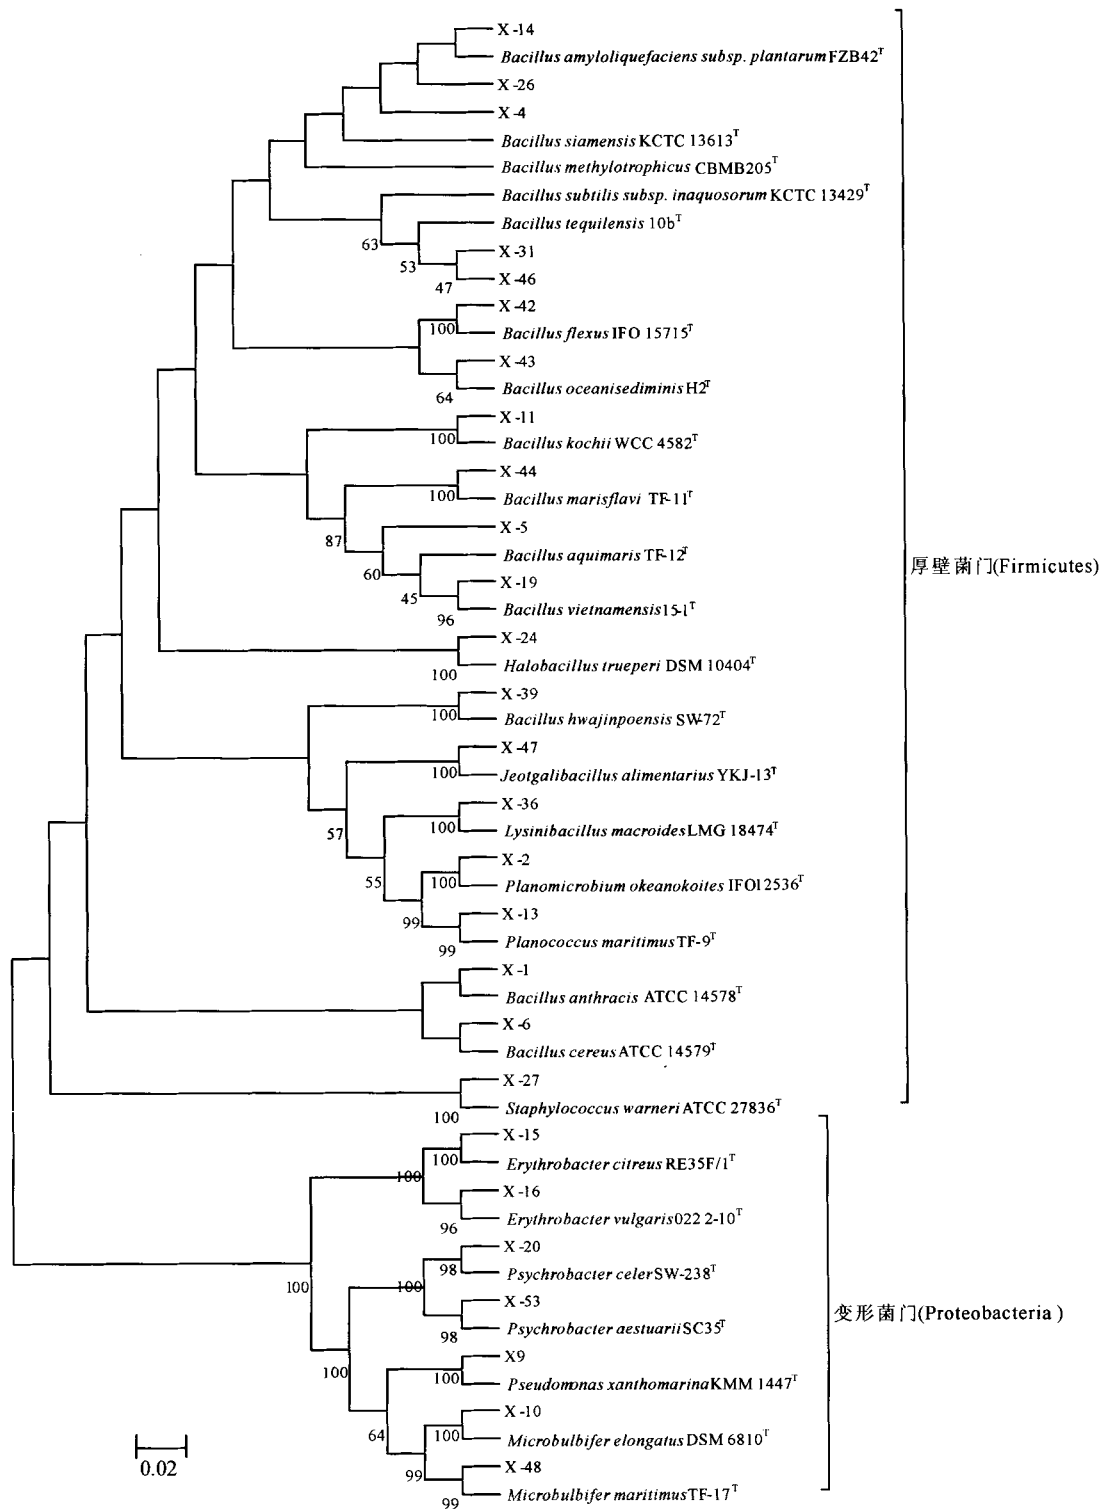 X-14
Bacillus amyloliquefaciens subsp. plantarum FZB42T
X-26
X-4
Bacillus siamensis KCTC 13613T
Bacillus methylotrophicus CBMB205T
Bacillus subtilis subsp. inaquosorum KCTC 13429T
Bacillus tequilensis 10bT
63
X-31
53
X-46
47
X-42
100
Bacillus flexus IFO 15715T
X-43
64
Bacillus oceanisediminis H2T
X-11
100
Bacillus kochii WCC 4582T
X-44
100
Bacillus marisflavi TF-11T
X-5
87
Bacillus aquimaris TF-12T
60
X-19
45
Bacillus vietnamensis 15-1T
96
X-24
Halobacillus trueperi DSM 10404T
100
X-39
100
Bacillus hwajinpoensis SW-72T
X-47
100
Jeotgalibacillus alimentarius YKJ-13T
X-36
100
Lysinibacillus macroides LMG 18474T
57
X-2
55
100
Planomicrobium okeanokoites IFO12536T
X-13
99
Planococcus maritimus TF-9T
99
X-1
Bacillus anthracis ATCC 14578T
X-6
Bacillus cereus ATCC 14579T
X-27
Staphylococcus warneri ATCC 27836T
100
厚壁菌门(Firmicutes)
X-15
100
Erythrobacter citreus RE35F/1T
100
X-16
Erythrobacter vulgaris 022 2-10T
96
X-20
98
Psychrobacter celer SW-238T
100
100
X-53
Psychrobacter aestuarii SC35T
98
X9
100
100
Pseudomonas xanthomarina KMM 1447T
X-10
64
100
Microbulbifer elongatus DSM 6810T
X-48
99
Microbulbifer maritimus TF-17T
99
变形菌门(Proteobacteria)
0.02